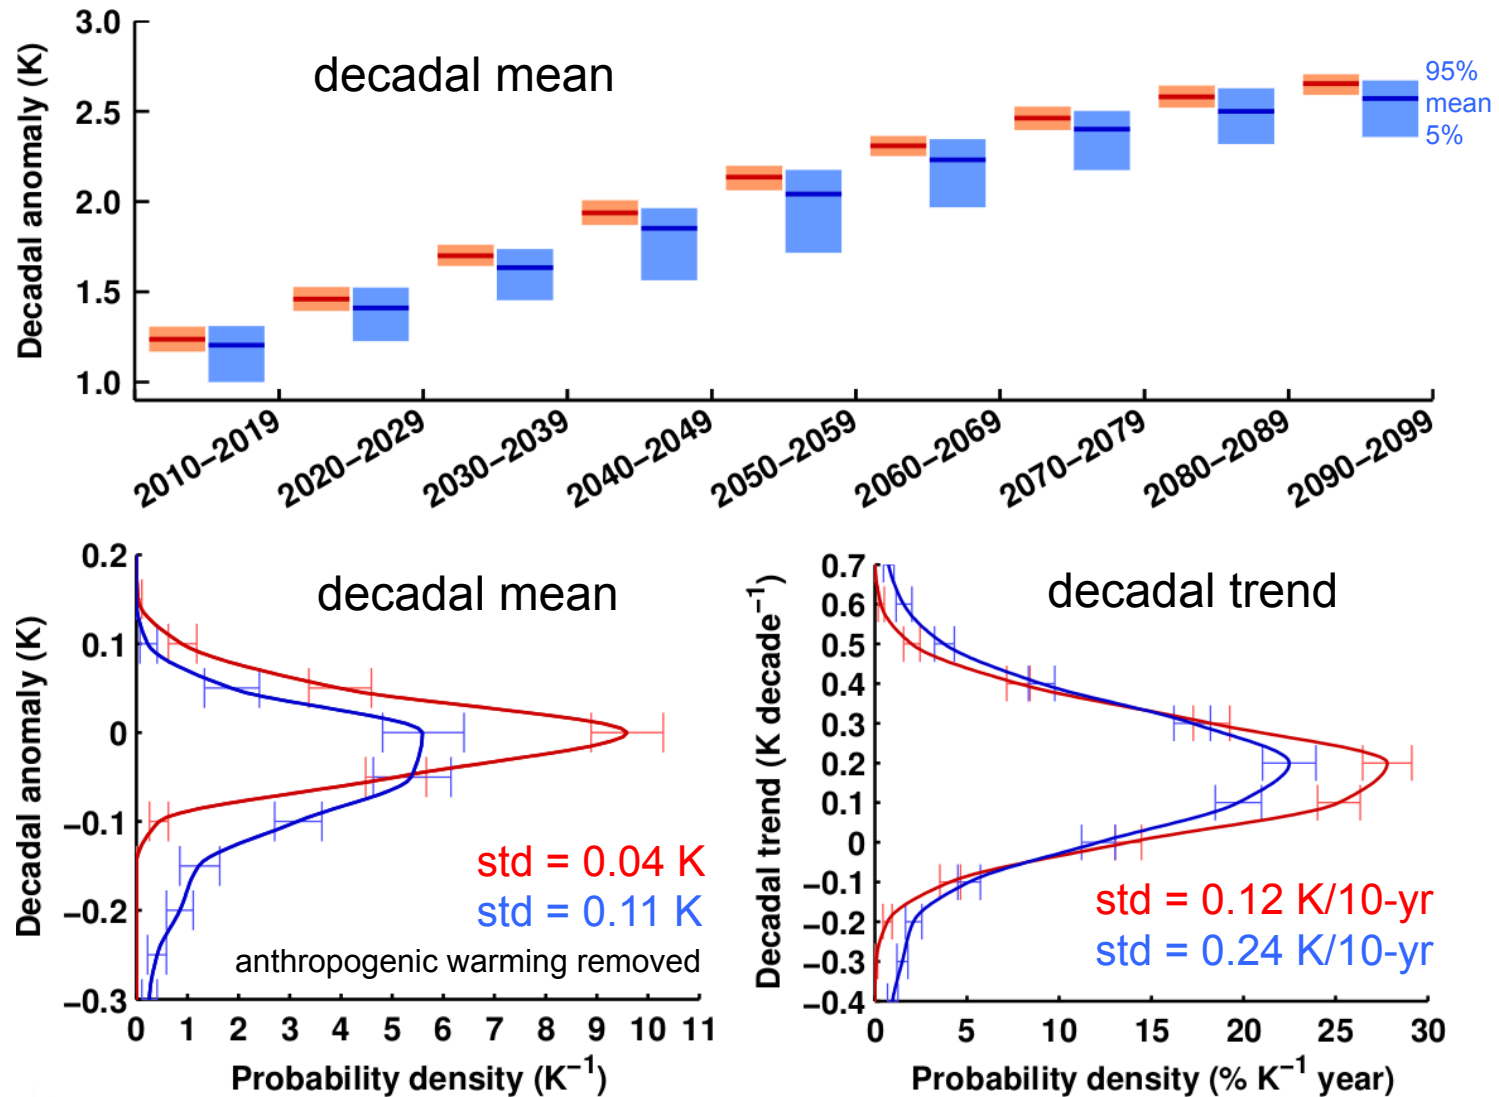 decadal mean
Decadal anomaly (K)
3.0
2.5
2.0
1.5
1.0
95%
mean
5%
2010–2019
2020–2029
2030–2039
2040–2049
2050–2059
2060–2069
2070–2079
2080–2089
2090–2099
decadal mean
Decadal anomaly (K)
0.2
0.1
0
−0.1
−0.2
−0.3
std = 0.04 K
std = 0.11 K
anthropogenic warming removed
0 1 2 3 4 5 6 7 8 9 10 11
Probability density (K⁻¹)
decadal trend
Decadal trend (K decade⁻¹)
0.7
0.6
0.5
0.4
0.3
0.2
0.1
0
−0.1
−0.2
−0.3
−0.4
std = 0.12 K/10-yr
std = 0.24 K/10-yr
0 5 10 15 20 25 30
Probability density (% K⁻¹ year)